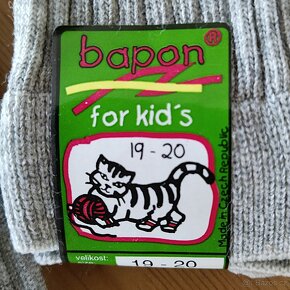 bapon
®
for kid's
19 - 20
Made in Czech Republic
velikost:
19 - 20